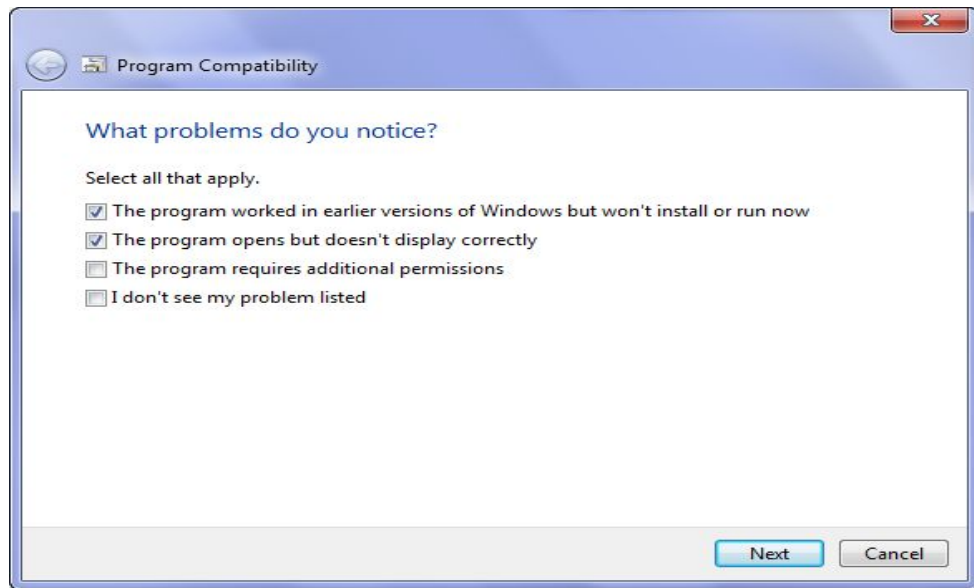 Program Compatibility
What problems do you notice?
Select all that apply.
The program worked in earlier versions of Windows but won't install or run now
The program opens but doesn't display correctly
The program requires additional permissions
I don't see my problem listed
Next Cancel